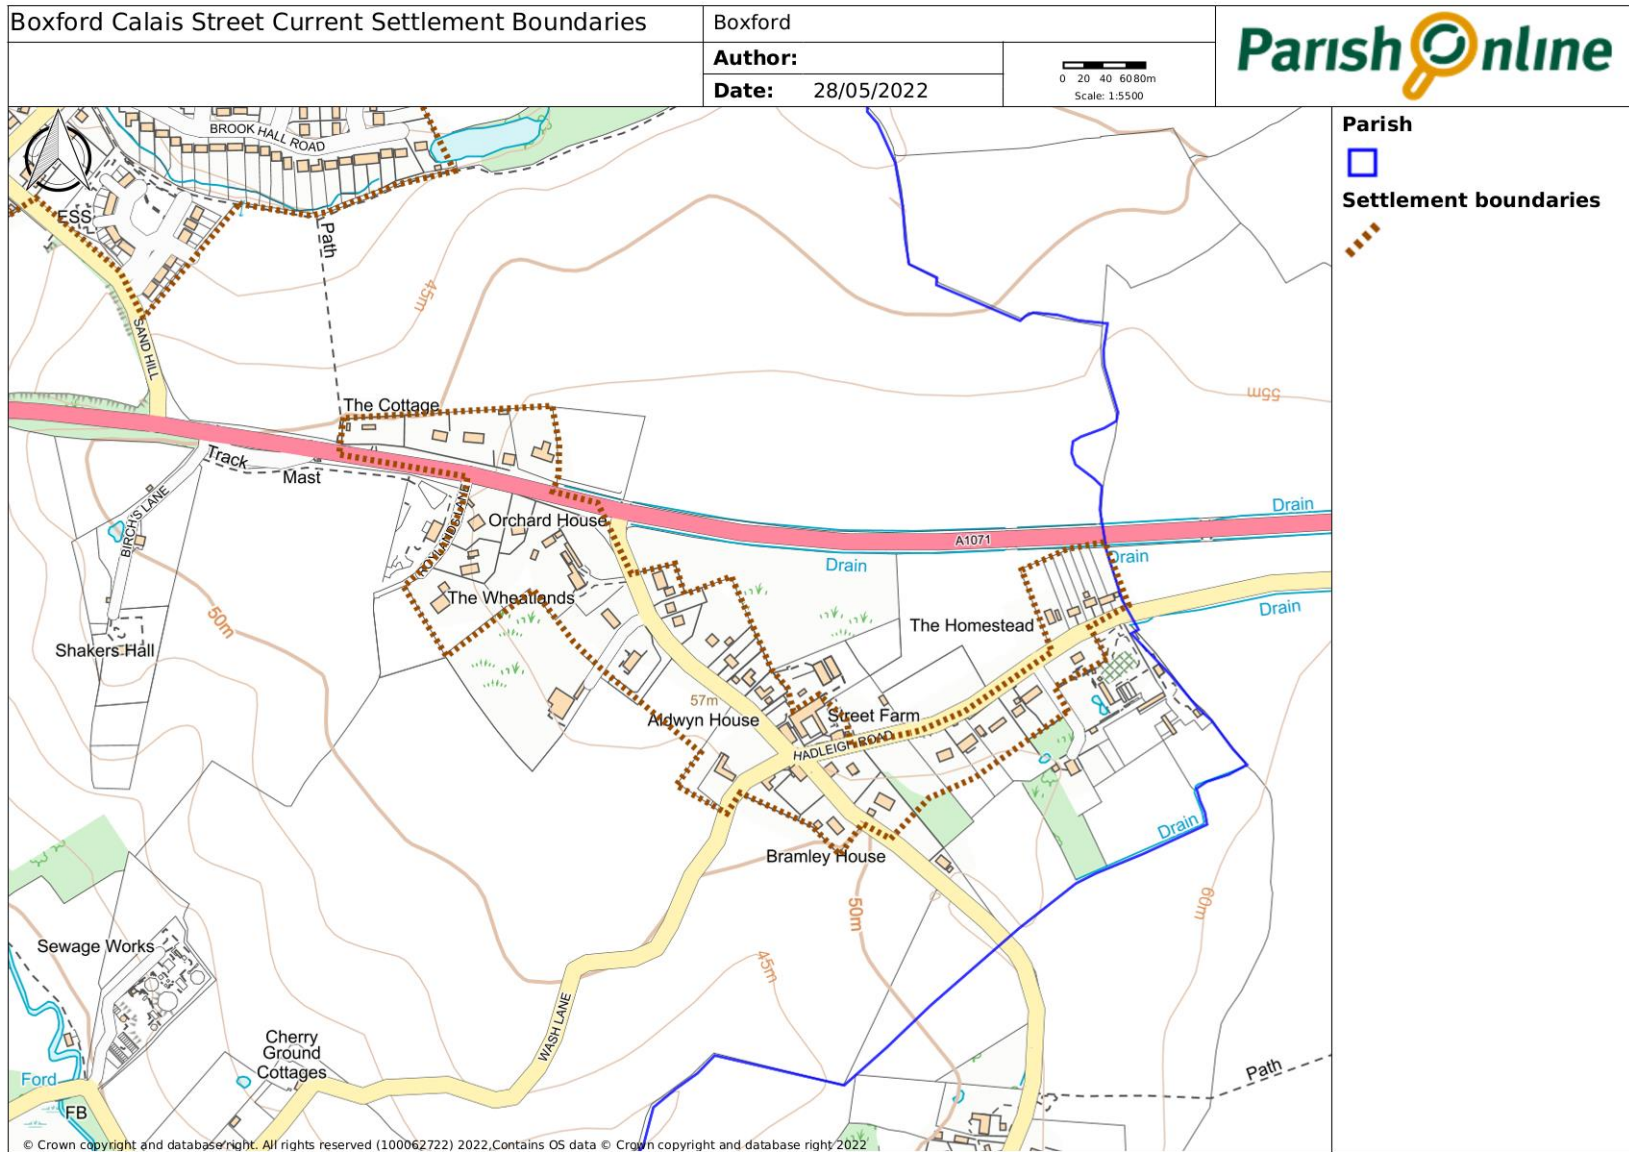 Boxford Calais Street Current Settlement Boundaries
Boxford
Author:
Date: 28/05/2022
0 20 40 6080m
Scale: 1:5500
Parish Online
Parish
Settlement boundaries
BROOK HALL ROAD
ESS
Path
45m
SAND HILL
55m
The Cottage
Track
Mast
BIRCH'S LANE
ROYLANDS LANE
Orchard House
Drain
A1071
Drain
Drain
The Wheatlands
Drain
50m
The Homestead
Shakers Hall
57m
Aldwyn House
Street Farm
HADLEIGH ROAD
Drain
Bramley House
50m
60m
Sewage Works
45m
WASH LANE
Cherry
Ground
Cottages
Path
Ford
FB
© Crown copyright and database right. All rights reserved (100062722) 2022,Contains OS data © Crown copyright and database right 2022